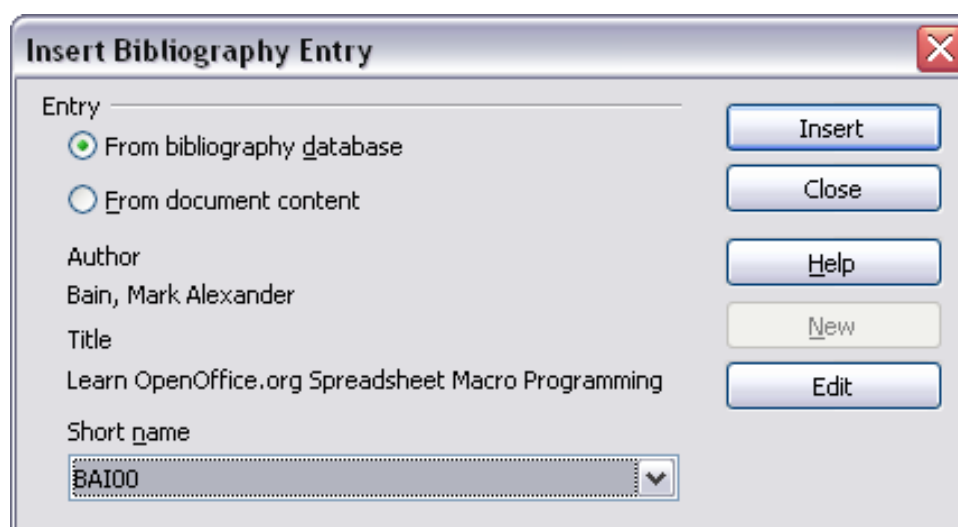 Insert Bibliography Entry
Entry
From bibliography database
From document content
Author
Bain, Mark Alexander
Title
Learn OpenOffice.org Spreadsheet Macro Programming
Short name
BAI00
Insert
Close
Help
New
Edit